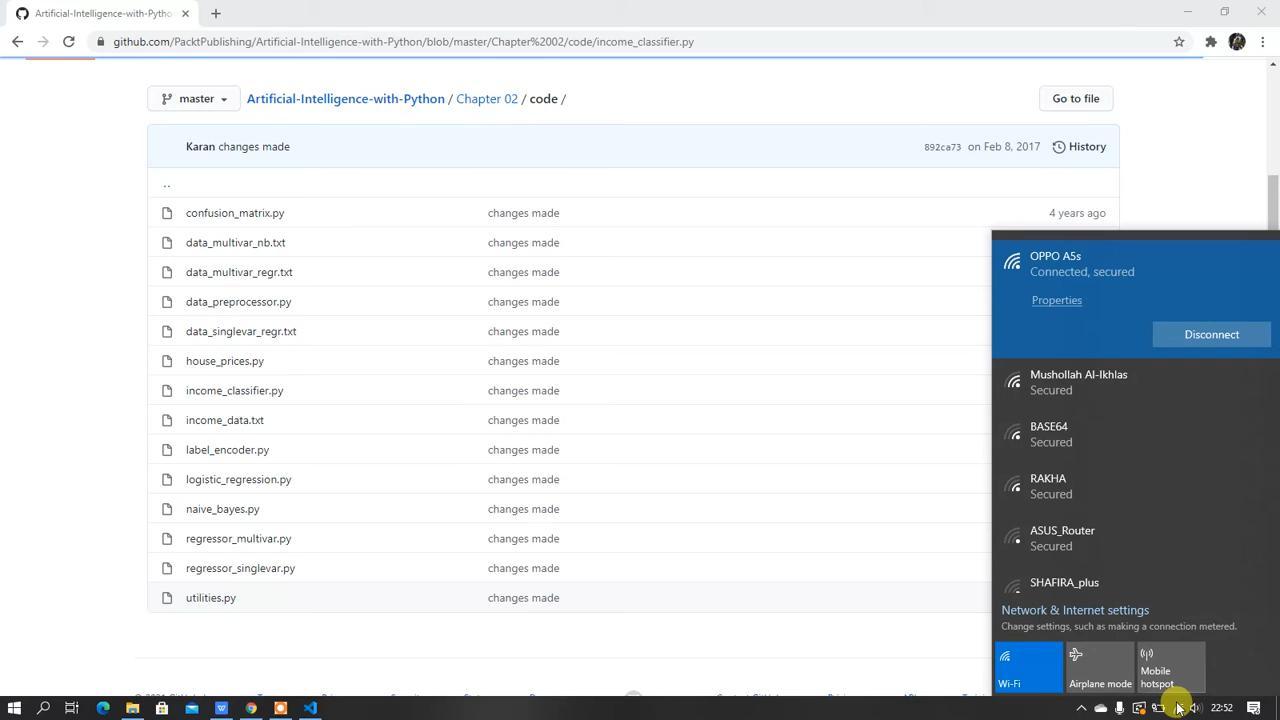 Artificial-Intelligence-with-Pytho
github.com/PacktPublishing/Artificial-Intelligence-with-Python/blob/master/Chapter%2002/code/income_classifier.py
master
Artificial-Intelligence-with-Python / Chapter 02 / code /
Go to file
Karan changes made
892ca73 on Feb 8, 2017
History
..
confusion_matrix.py changes made 4 years ago
data_multivar_nb.txt changes made
data_multivar_regr.txt changes made
data_preprocessor.py changes made
data_singlevar_regr.txt changes made
house_prices.py changes made
income_classifier.py changes made
income_data.txt changes made
label_encoder.py changes made
logistic_regression.py changes made
naive_bayes.py changes made
regressor_multivar.py changes made
regressor_singlevar.py changes made
utilities.py changes made
OPPO A5s
Connected, secured
Properties
Disconnect
Mushollah Al-Ikhlas
Secured
BASE64
Secured
RAKHA
Secured
ASUS_Router
Secured
SHAFIRA_plus
Network & Internet settings
Change settings, such as making a connection metered.
Wi-Fi
Airplane mode
Mobile
hotspot
22:52